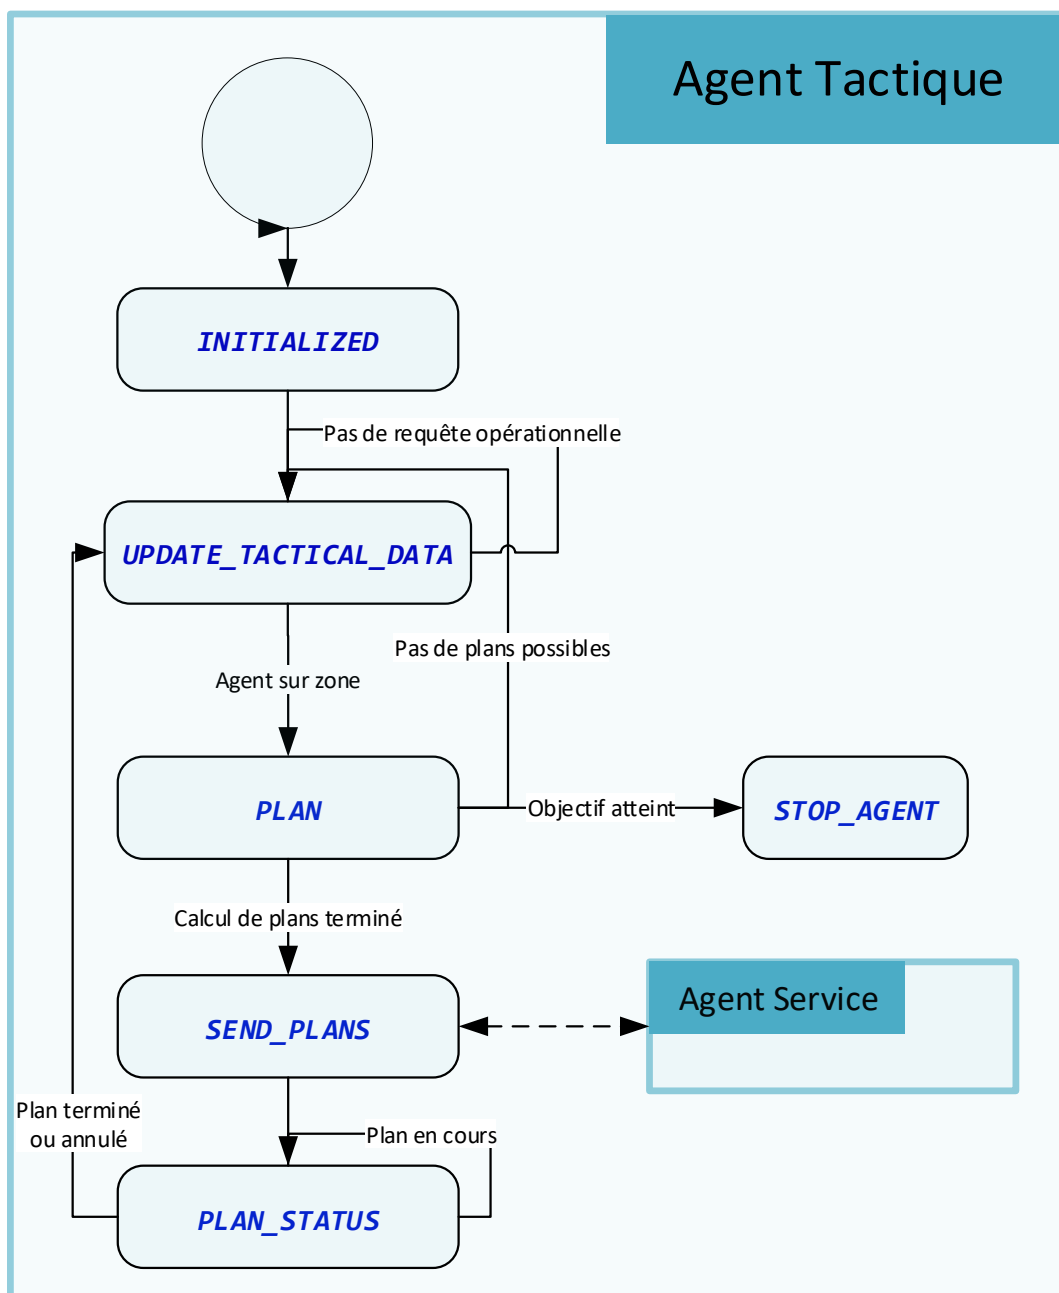 Agent Tactique
INITIALIZED
Pas de requête opérationnelle
UPDATE_TACTICAL_DATA
Pas de plans possibles
Agent sur zone
PLAN
Objectif atteint
STOP_AGENT
Calcul de plans terminé
Agent Service
SEND_PLANS
Plan terminé
ou annulé
Plan en cours
PLAN_STATUS